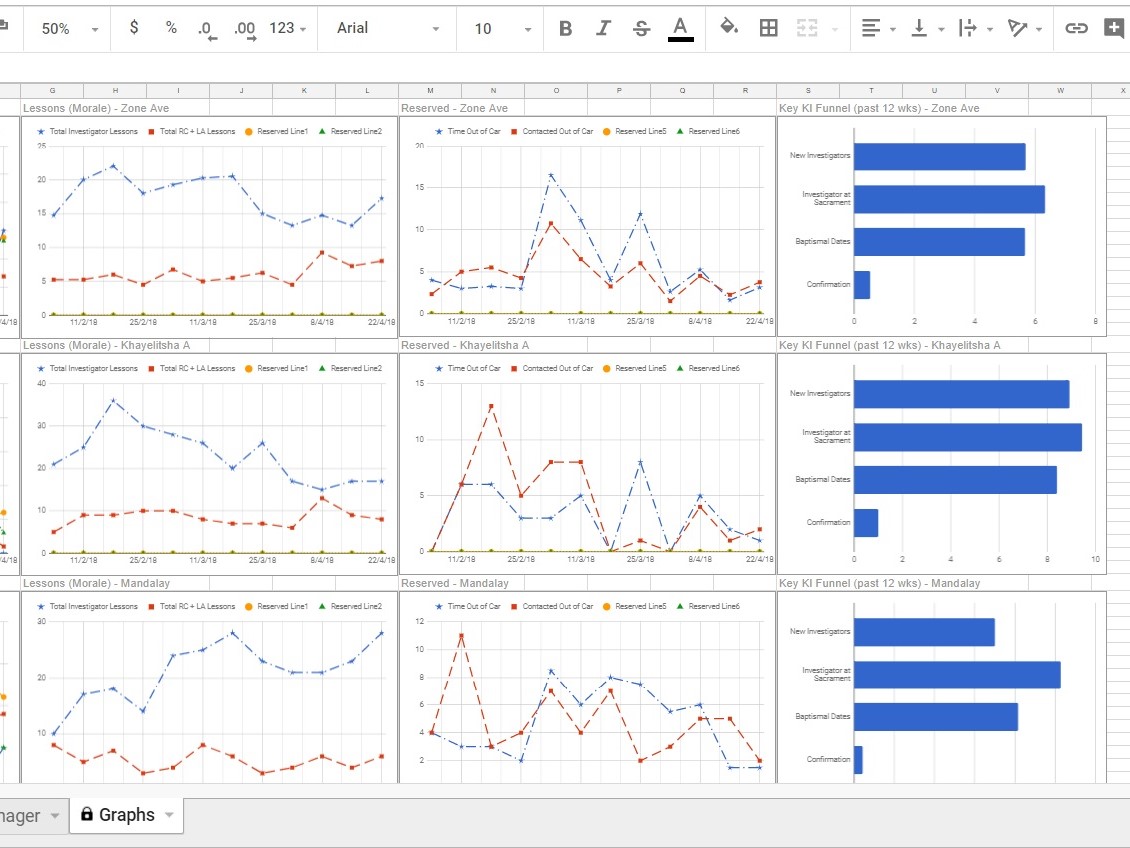 50% $ % .0 .00 123 Arial 10 B I S A
G H I J K L M N O P Q R S T U V W X
Lessons (Morale) - Zone Ave
Total Investigator Lessons Total RC + LA Lessons Reserved Line1 Reserved Line2
25
20
15
10
5
0
11/2/18 25/2/18 11/3/18 25/3/18 8/4/18 22/4/18
Reserved - Zone Ave
Time Out of Car Contacted Out of Car Reserved Line5 Reserved Line6
20
15
10
5
0
11/2/18 25/2/18 11/3/18 25/3/18 8/4/18 22/4/18
Key KI Funnel (past 12 wks) - Zone Ave
New Investigators
Investigator at
Sacrament
Baptismal Dates
Confirmation
0 2 4 6 8
/4/18
Lessons (Morale) - Khayelitsha A
Total Investigator Lessons Total RC + LA Lessons Reserved Line1 Reserved Line2
40
30
20
10
0
11/2/18 25/2/18 11/3/18 25/3/18 8/4/18 22/4/18
Reserved - Khayelitsha A
Time Out of Car Contacted Out of Car Reserved Line5 Reserved Line6
15
10
5
0
11/2/18 25/2/18 11/3/18 25/3/18 8/4/18 22/4/18
Key KI Funnel (past 12 wks) - Khayelitsha A
New Investigators
Investigator at
Sacrament
Baptismal Dates
Confirmation
0 2 4 6 8 10
/4/18
Lessons (Morale) - Mandalay
Total Investigator Lessons Total RC + LA Lessons Reserved Line1 Reserved Line2
30
20
10
Reserved - Mandalay
Time Out of Car Contacted Out of Car Reserved Line5 Reserved Line6
12
10
8
6
4
2
Key KI Funnel (past 12 wks) - Mandalay
New Investigators
Investigator at
Sacrament
Baptismal Dates
Confirmation
nager Graphs